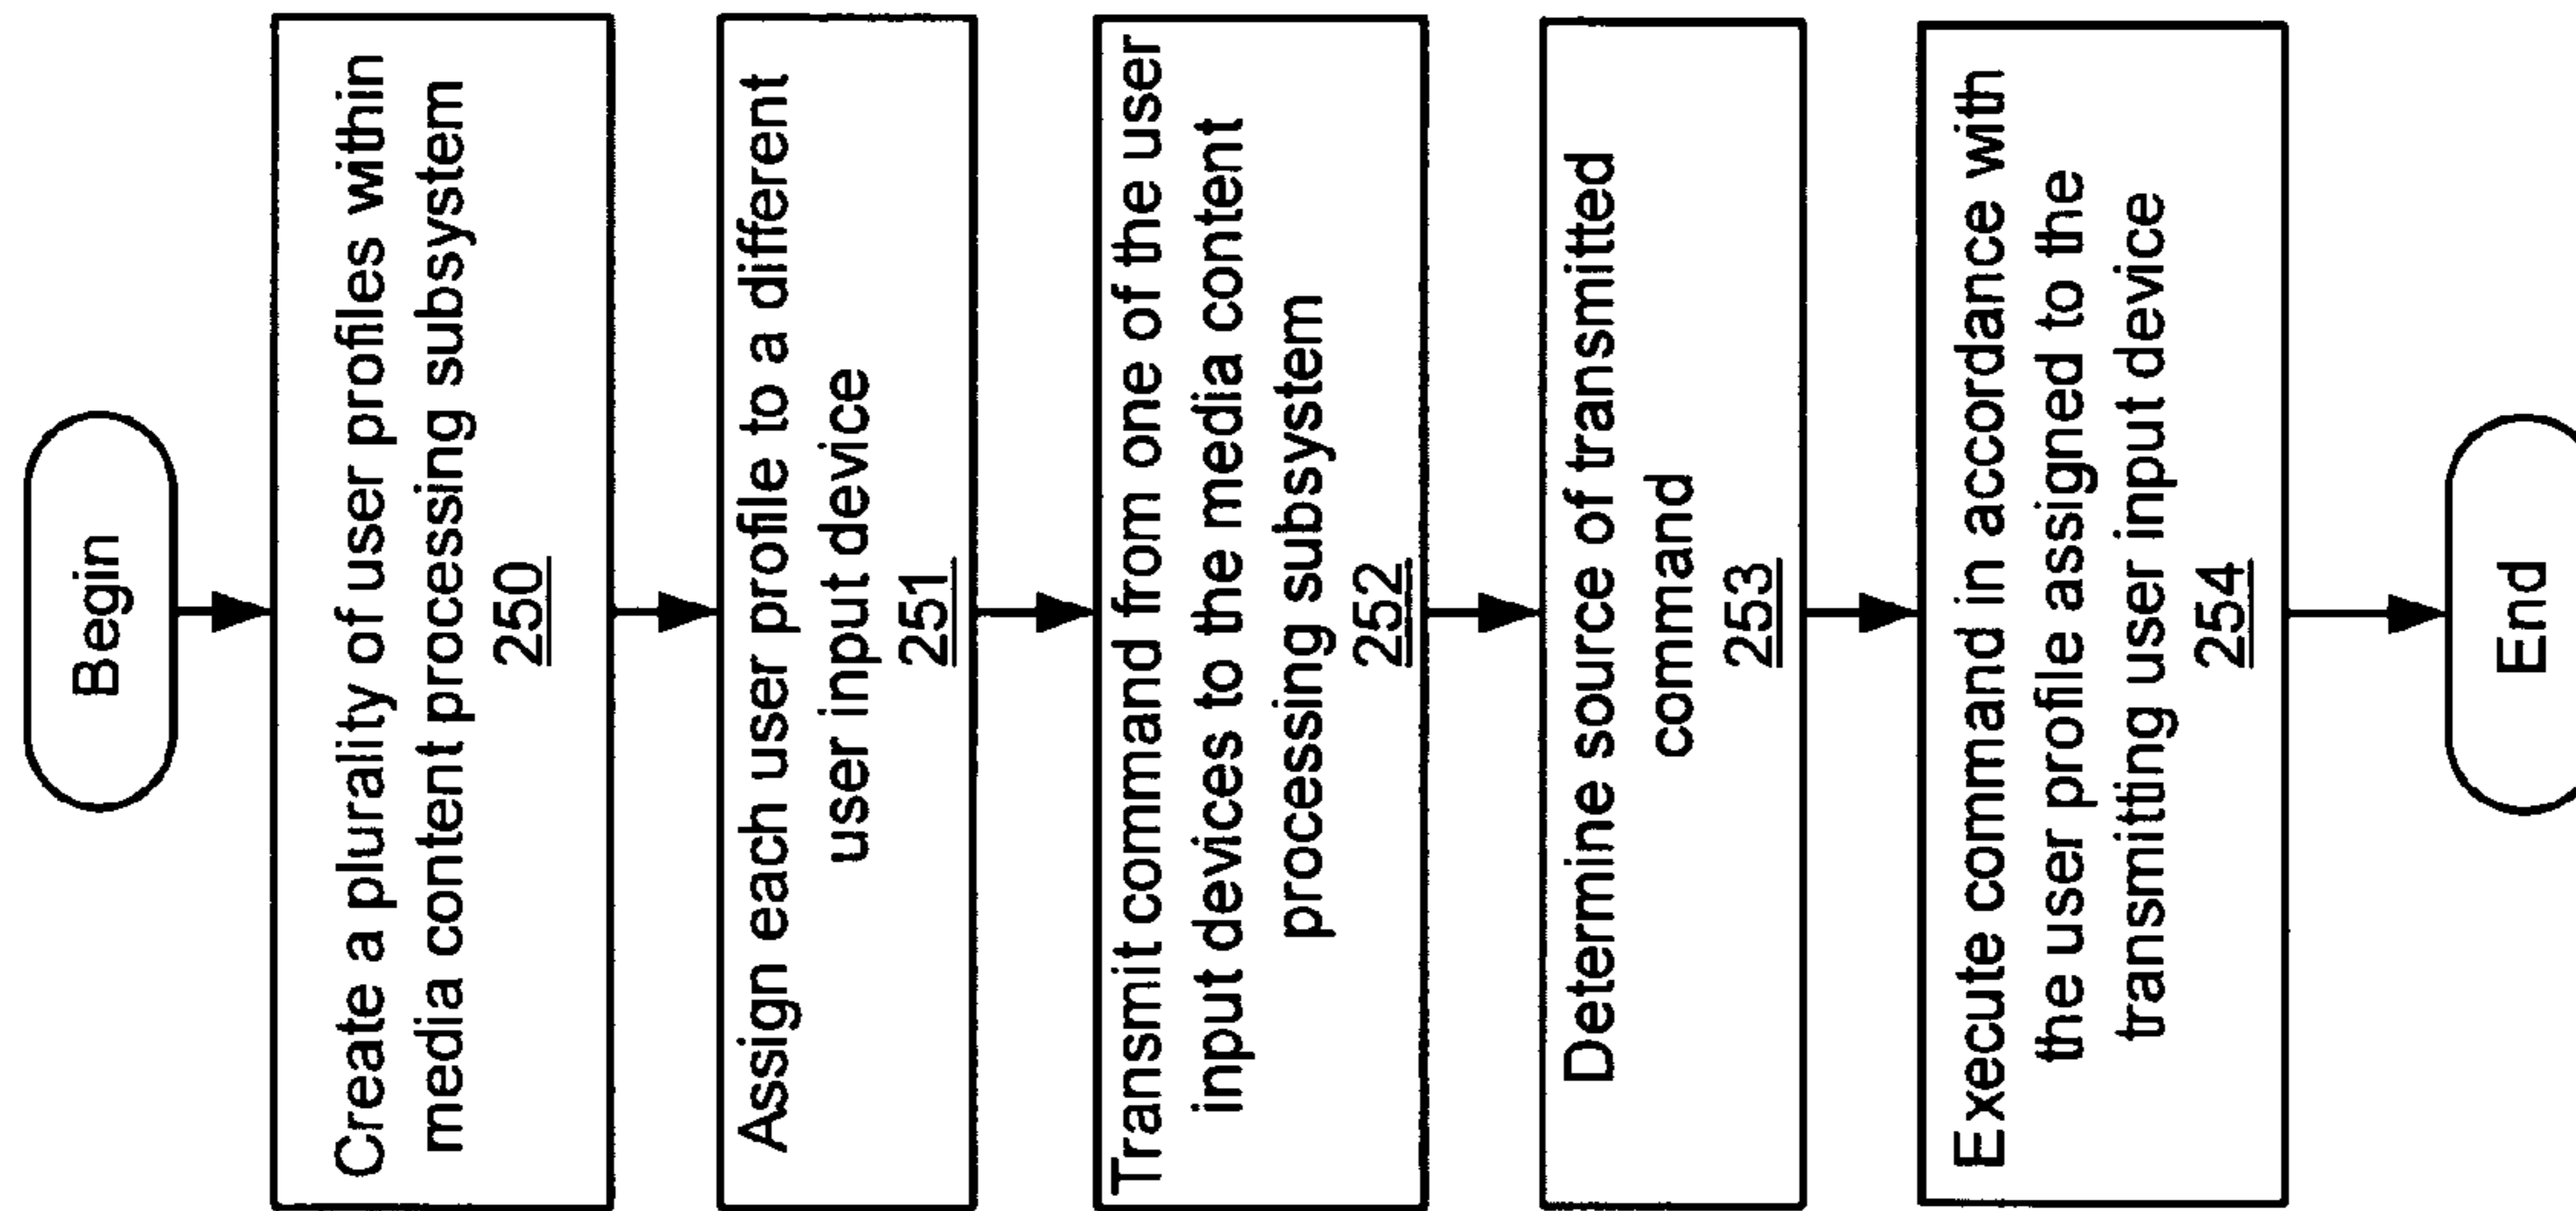 Begin
Create a plurality of user profiles within
media content processing subsystem
250
Assign each user profile to a different
user input device
251
Transmit command from one of the user
input devices to the media content
processing subsystem
252
Determine source of transmitted
command
253
Execute command in accordance with
the user profile assigned to the
transmitting user input device
254
End